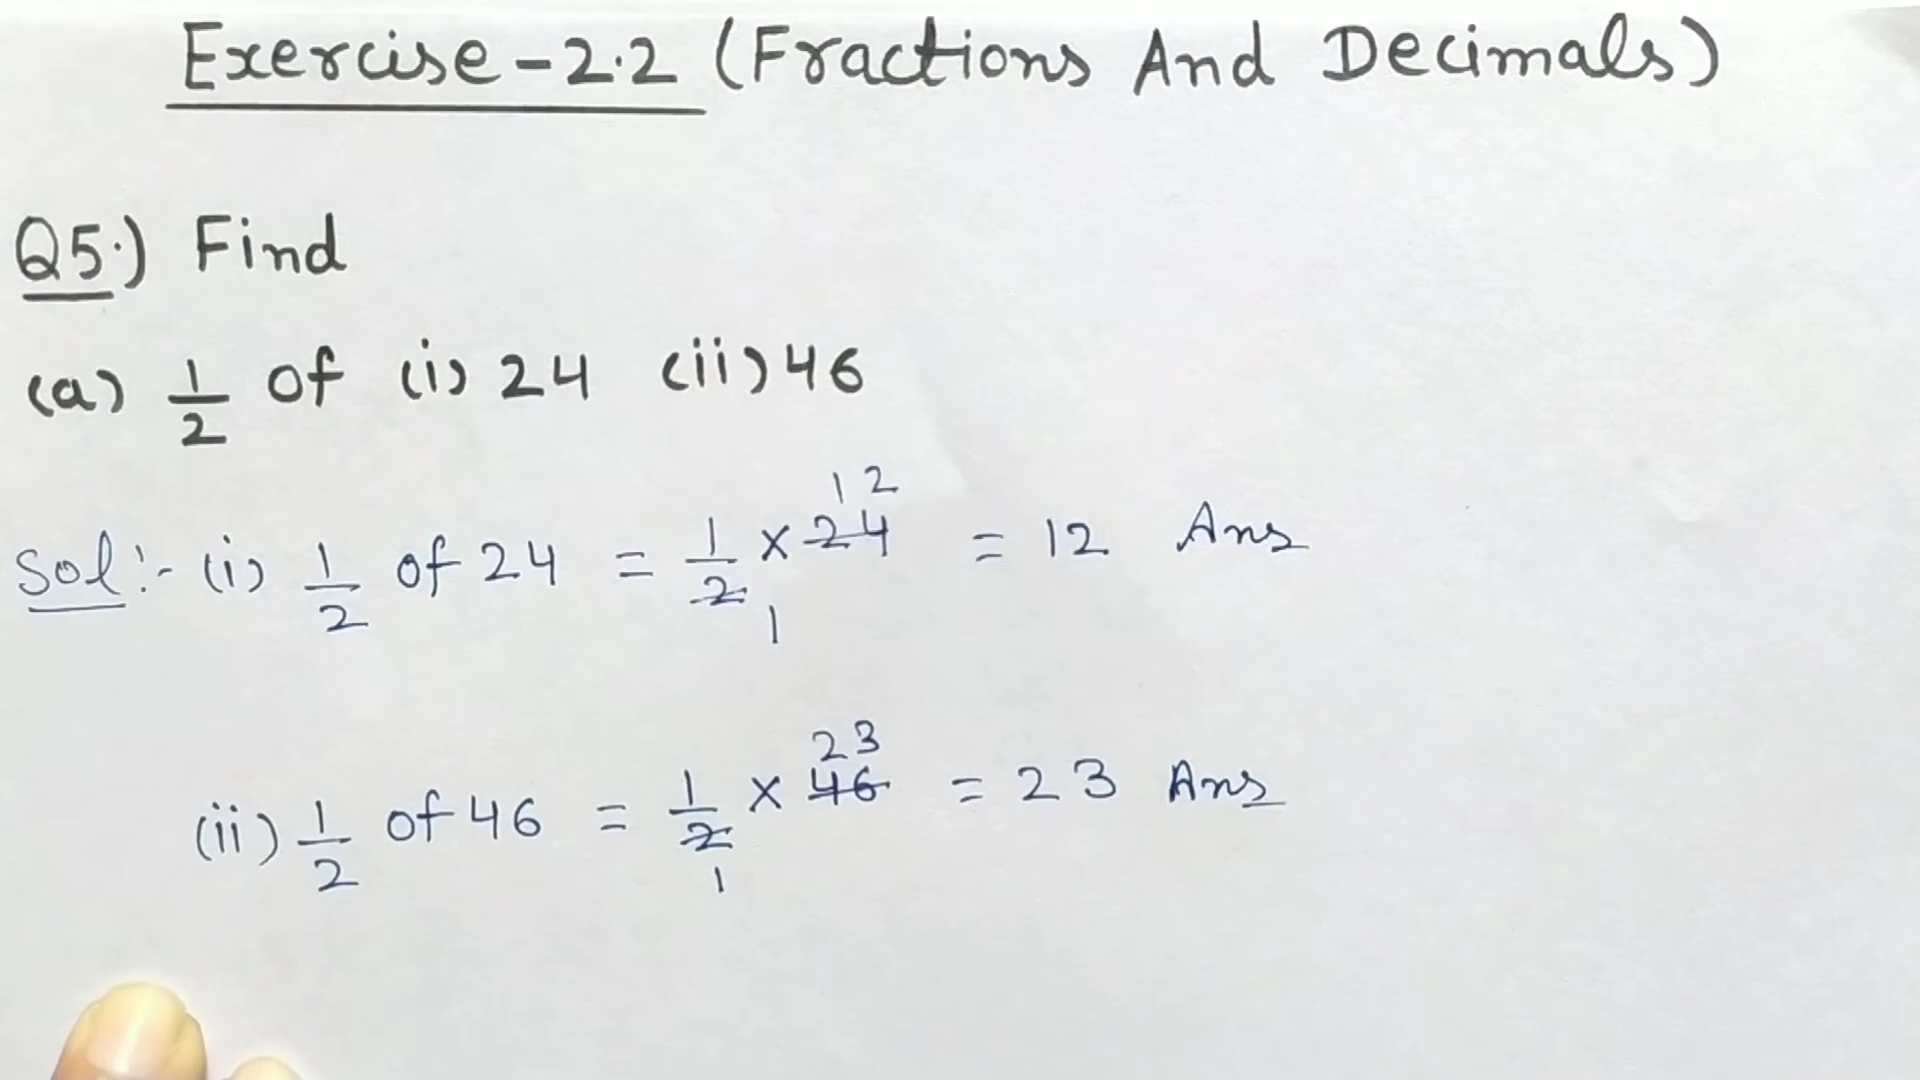 Exercise-2.2 (Fractions And Decimals)
Q5.) Find
(a) 1/2 of (i) 24 (ii) 46
Sol:- (i) 1/2 of 24 = 1/2 × 24 = 12 Ans
12
1
(ii) 1/2 of 46 = 1/2 × 46 = 23 Ans
23
1